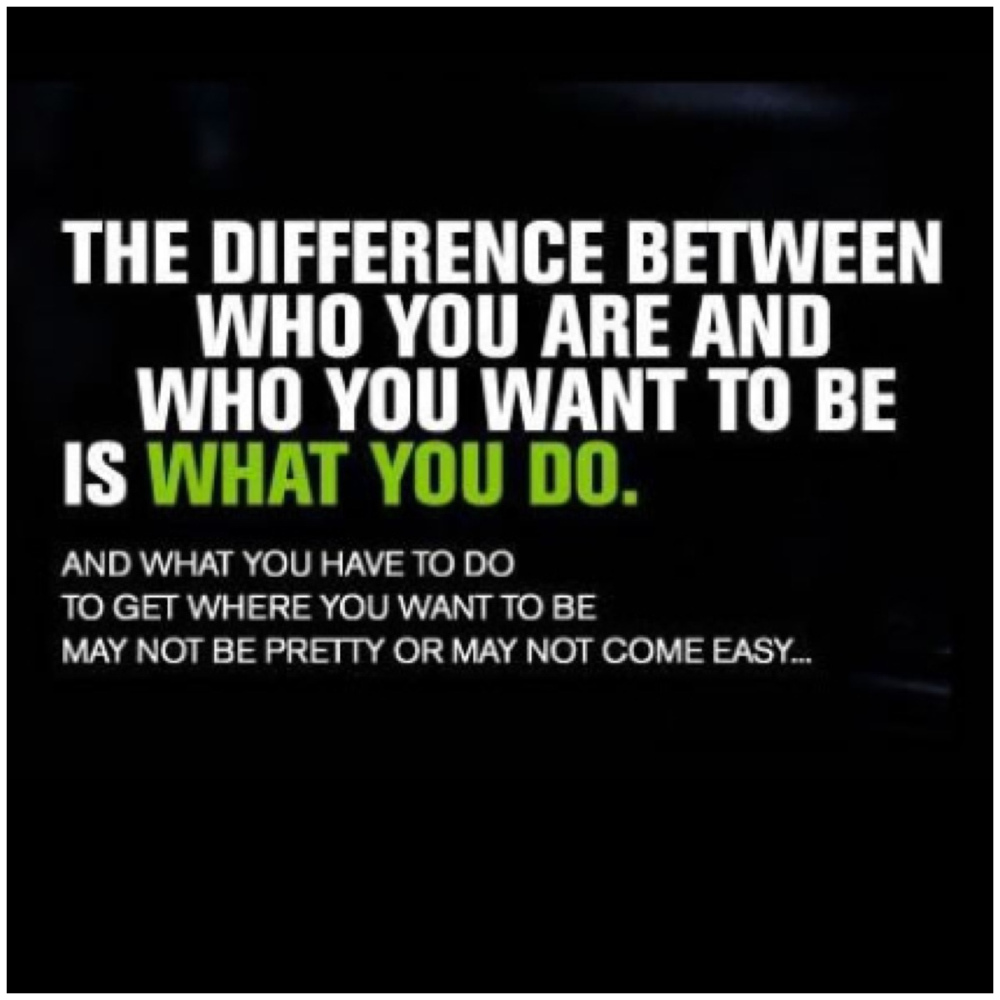 THE DIFFERENCE BETWEEN
WHO YOU ARE AND
WHO YOU WANT TO BE
IS WHAT YOU DO.
AND WHAT YOU HAVE TO DO
TO GET WHERE YOU WANT TO BE
MAY NOT BE PRETTY OR MAY NOT COME EASY...